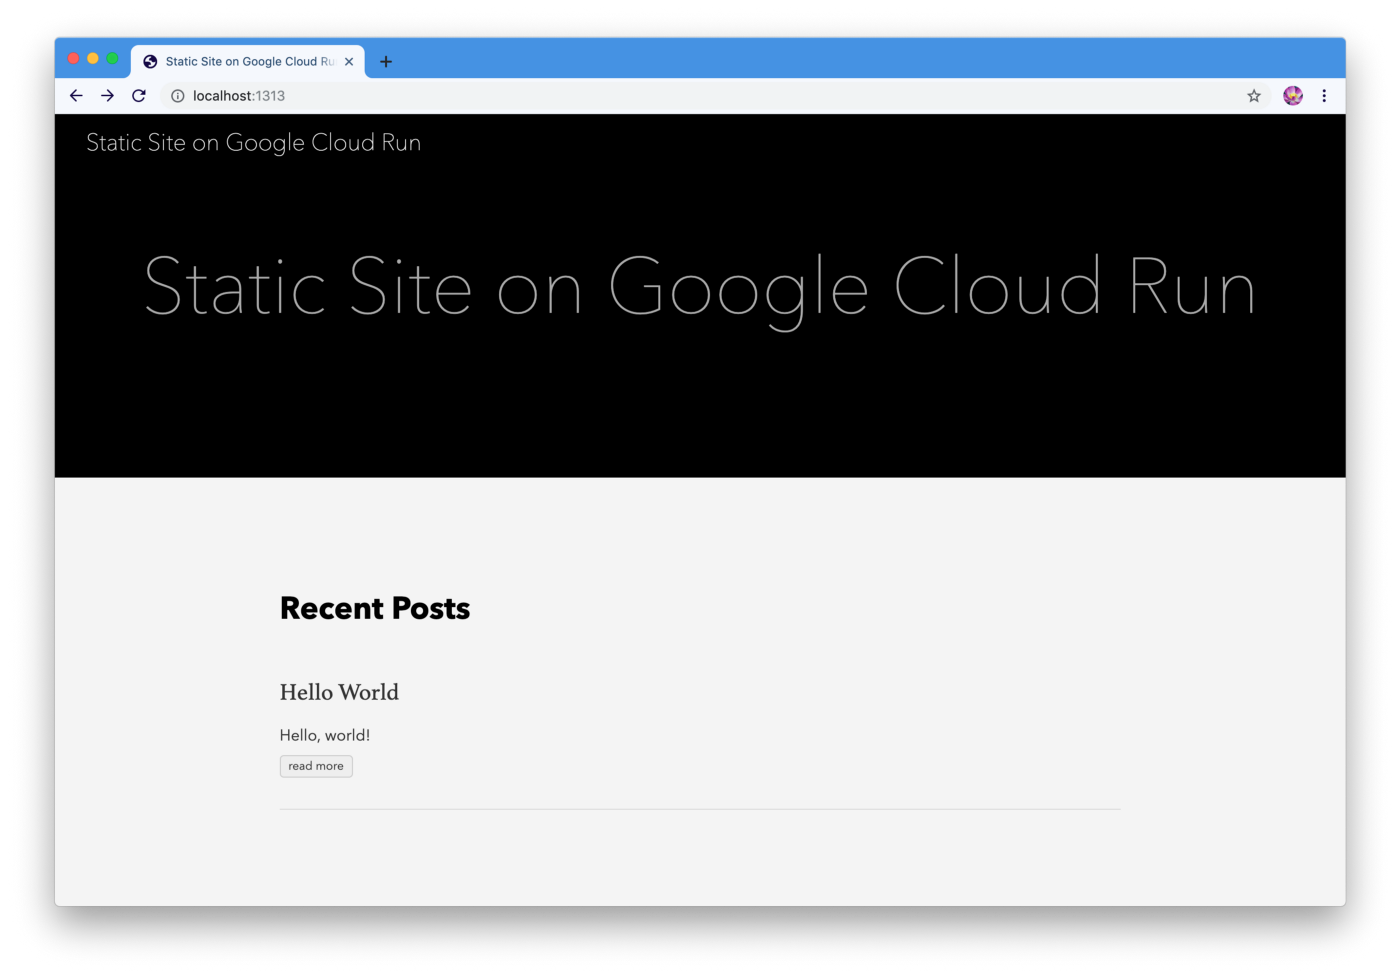 Static Site on Google Cloud Ru
localhost:1313
Static Site on Google Cloud Run
Static Site on Google Cloud Run
Recent Posts
Hello World
Hello, world!
read more